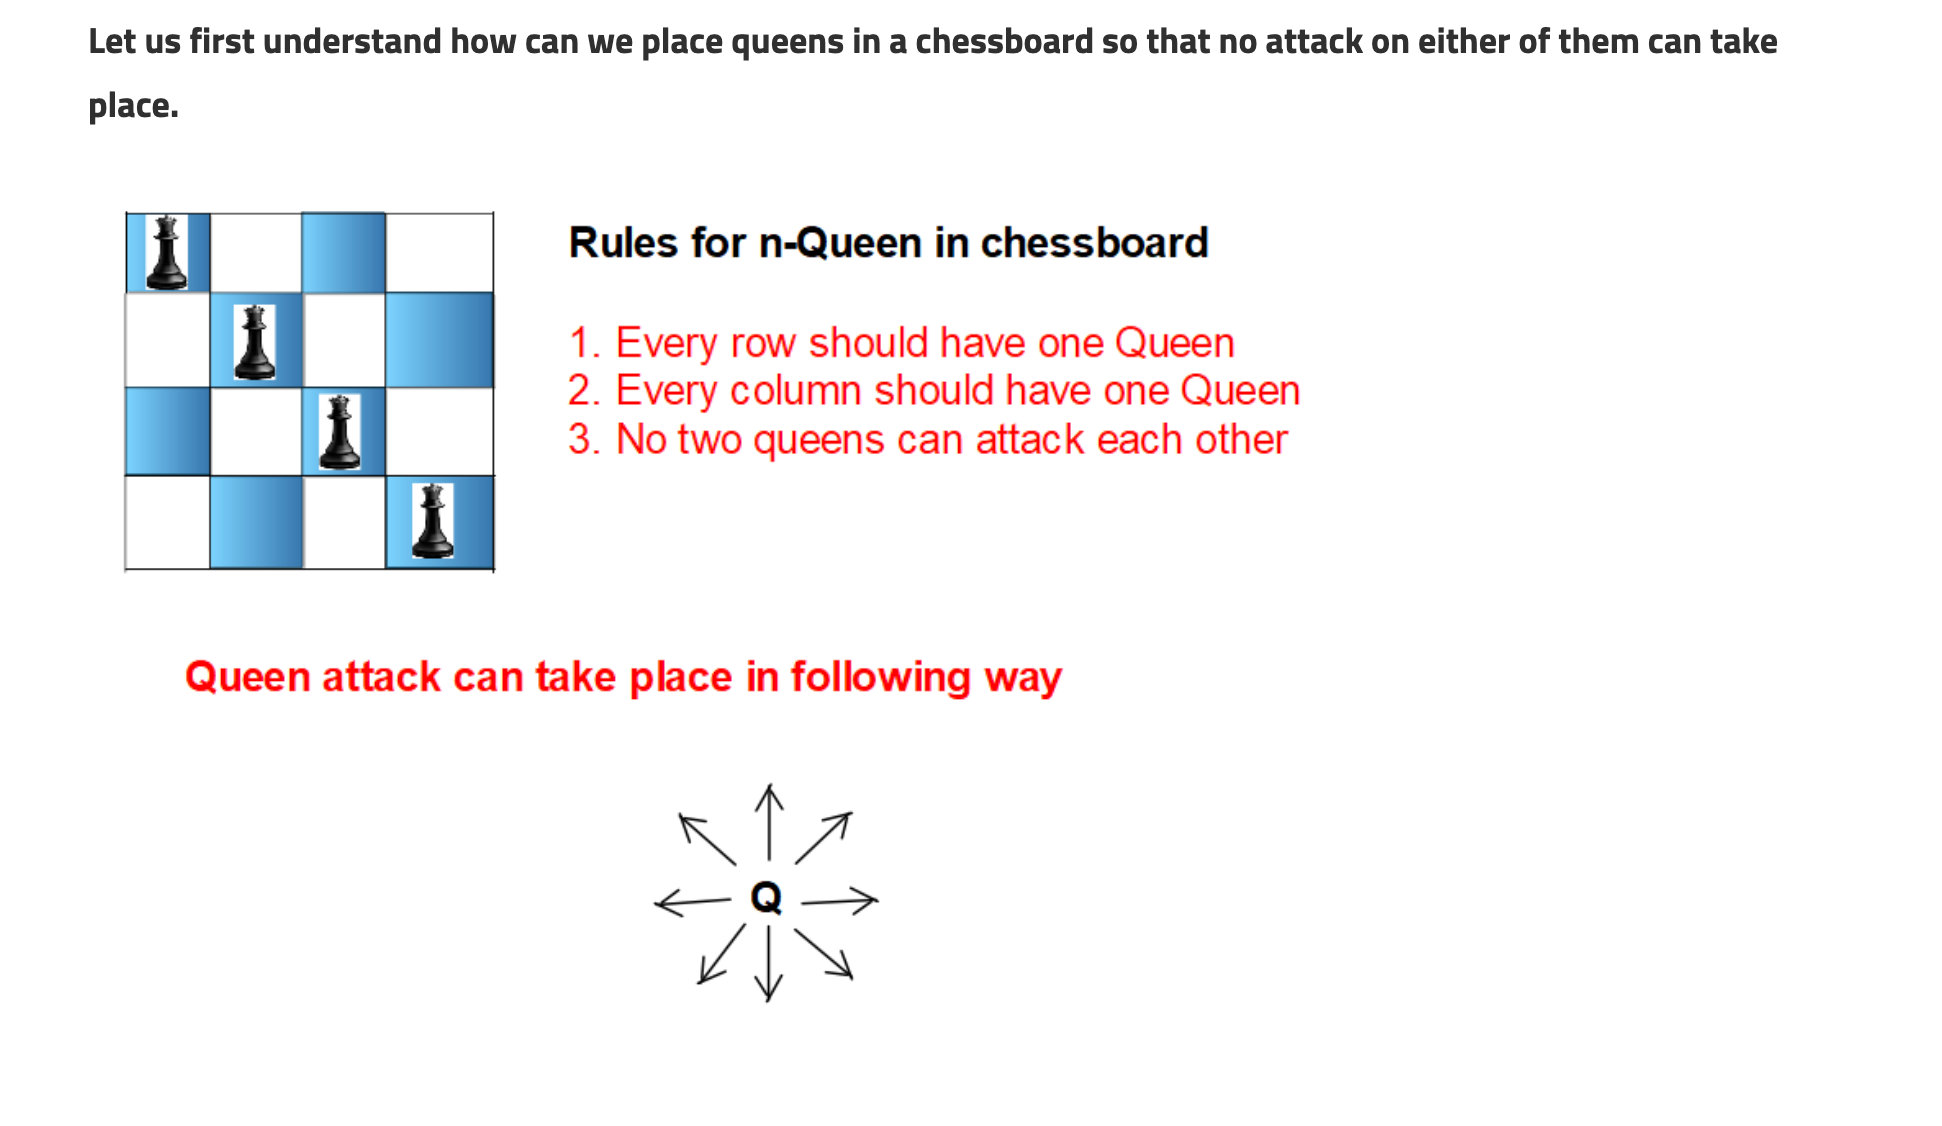 Let us first understand how can we place queens in a chessboard so that no attack on either of them can take
place.
Rules for n-Queen in chessboard
1. Every row should have one Queen
2. Every column should have one Queen
3. No two queens can attack each other
Queen attack can take place in following way
Q